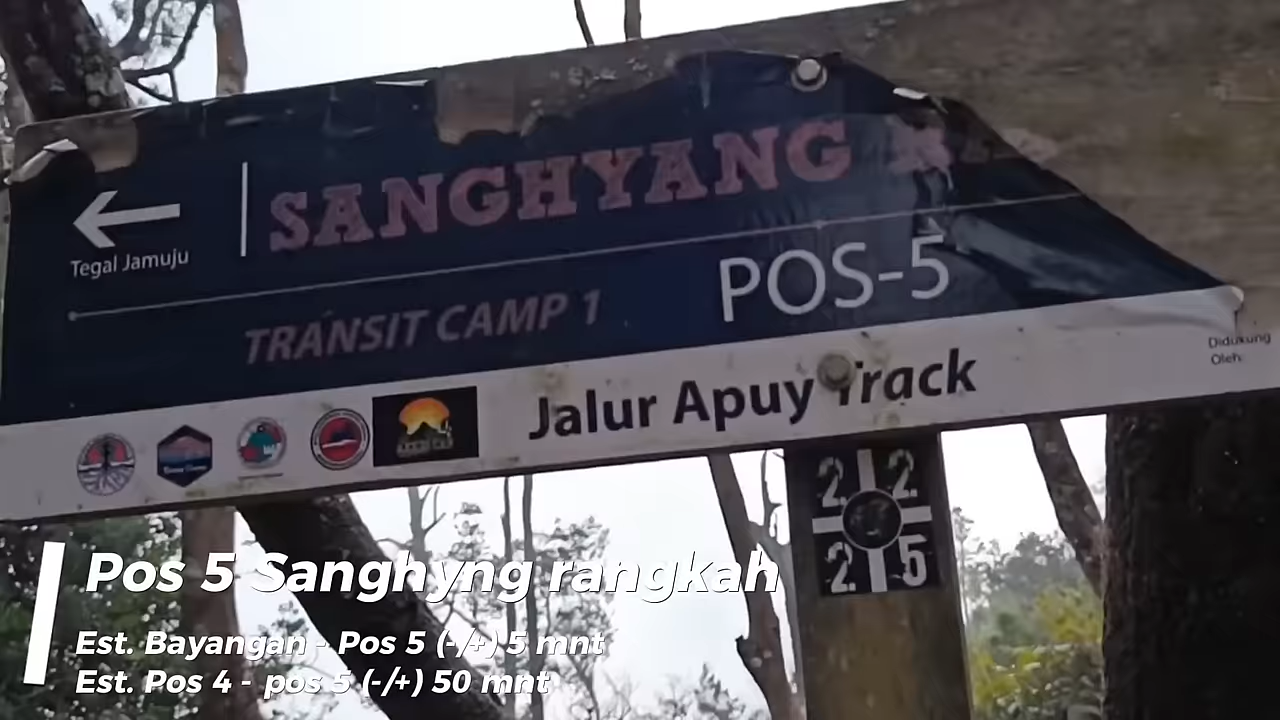 SANGHYANG
Tegal Jamuju
POS-5
TRANSIT CAMP 1
Didukung
Oleh:
Jalur Apuy Track
2. 2.
2. 5
Pos 5 Sanghyng rangkah
Est. Bayangan - Pos 5 (-/+) 5 mnt
Est. Pos 4 - pos 5 (-/+) 50 mnt